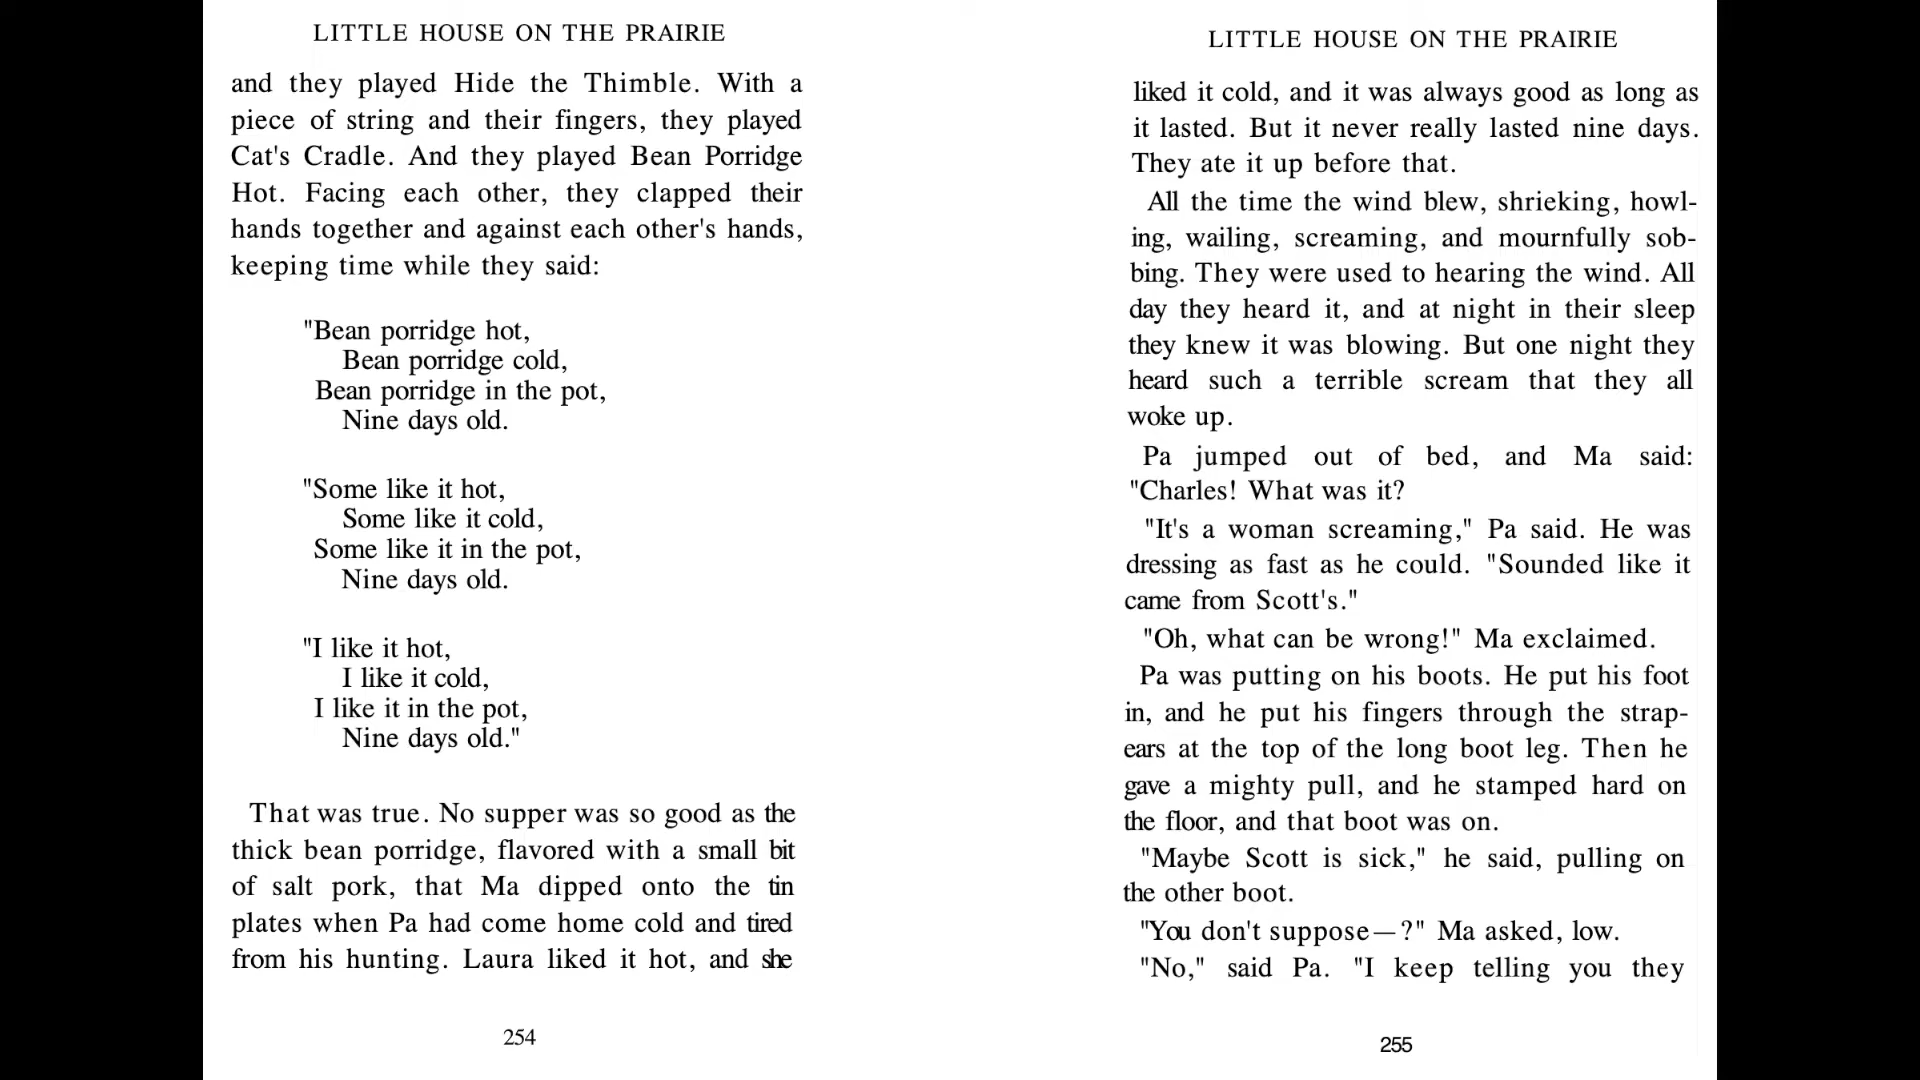 LITTLE HOUSE ON THE PRAIRIE
and they played Hide the Thimble. With a
piece of string and their fingers, they played
Cat's Cradle. And they played Bean Porridge
Hot. Facing each other, they clapped their
hands together and against each other's hands,
keeping time while they said:
"Bean porridge hot,
Bean porridge cold,
Bean porridge in the pot,
Nine days old.
"Some like it hot,
Some like it cold,
Some like it in the pot,
Nine days old.
"I like it hot,
I like it cold,
I like it in the pot,
Nine days old."
That was true. No supper was so good as the
thick bean porridge, flavored with a small bit
of salt pork, that Ma dipped onto the tin
plates when Pa had come home cold and tired
from his hunting. Laura liked it hot, and she
254
LITTLE HOUSE ON THE PRAIRIE
liked it cold, and it was always good as long as
it lasted. But it never really lasted nine days.
They ate it up before that.
All the time the wind blew, shrieking, howl-
ing, wailing, screaming, and mournfully sob-
bing. They were used to hearing the wind. All
day they heard it, and at night in their sleep
they knew it was blowing. But one night they
heard such a terrible scream that they all
woke up.
Pa jumped out of bed, and Ma said:
"Charles! What was it?
"It's a woman screaming," Pa said. He was
dressing as fast as he could. "Sounded like it
came from Scott's."
"Oh, what can be wrong!" Ma exclaimed.
Pa was putting on his boots. He put his foot
in, and he put his fingers through the strap-
ears at the top of the long boot leg. Then he
gave a mighty pull, and he stamped hard on
the floor, and that boot was on.
"Maybe Scott is sick," he said, pulling on
the other boot.
"You don't suppose—?" Ma asked, low.
"No," said Pa. "I keep telling you they
255